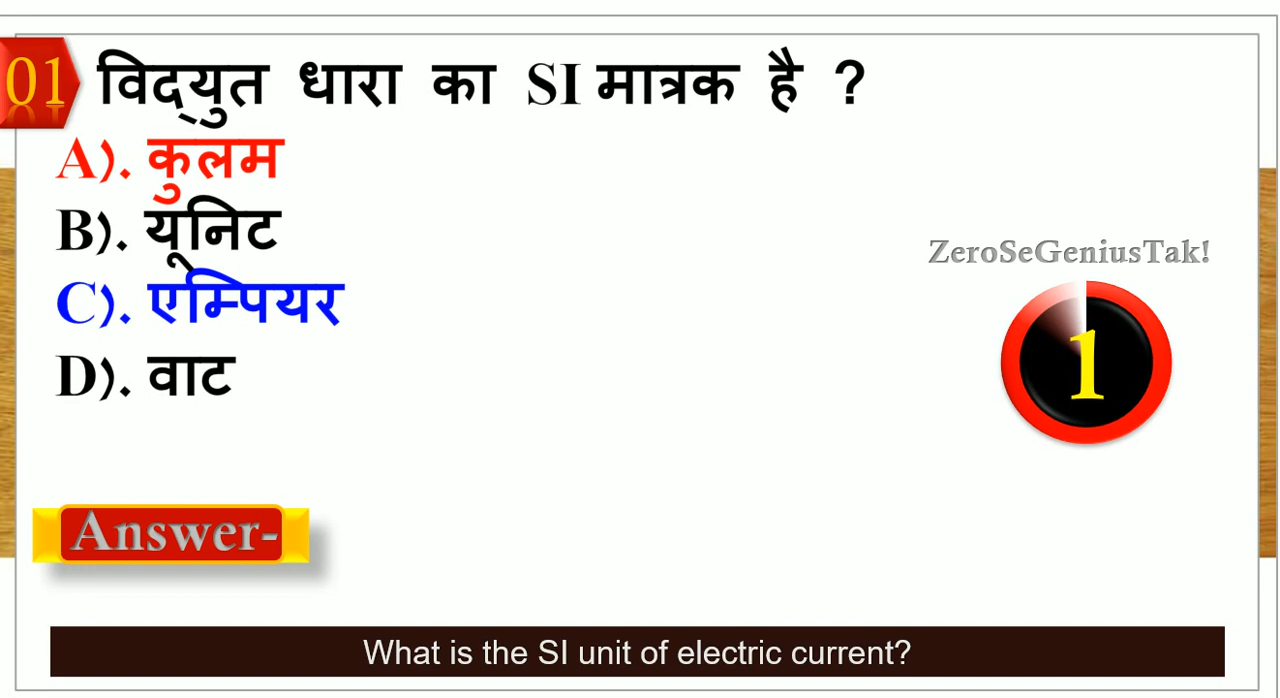 01 विद्‌युत धारा का SI मात्रक है ?
A). कुलम
B). यूनिट
C). एम्पियर
D). वाट
ZeroSeGeniusTak!
1
Answer-
What is the SI unit of electric current?